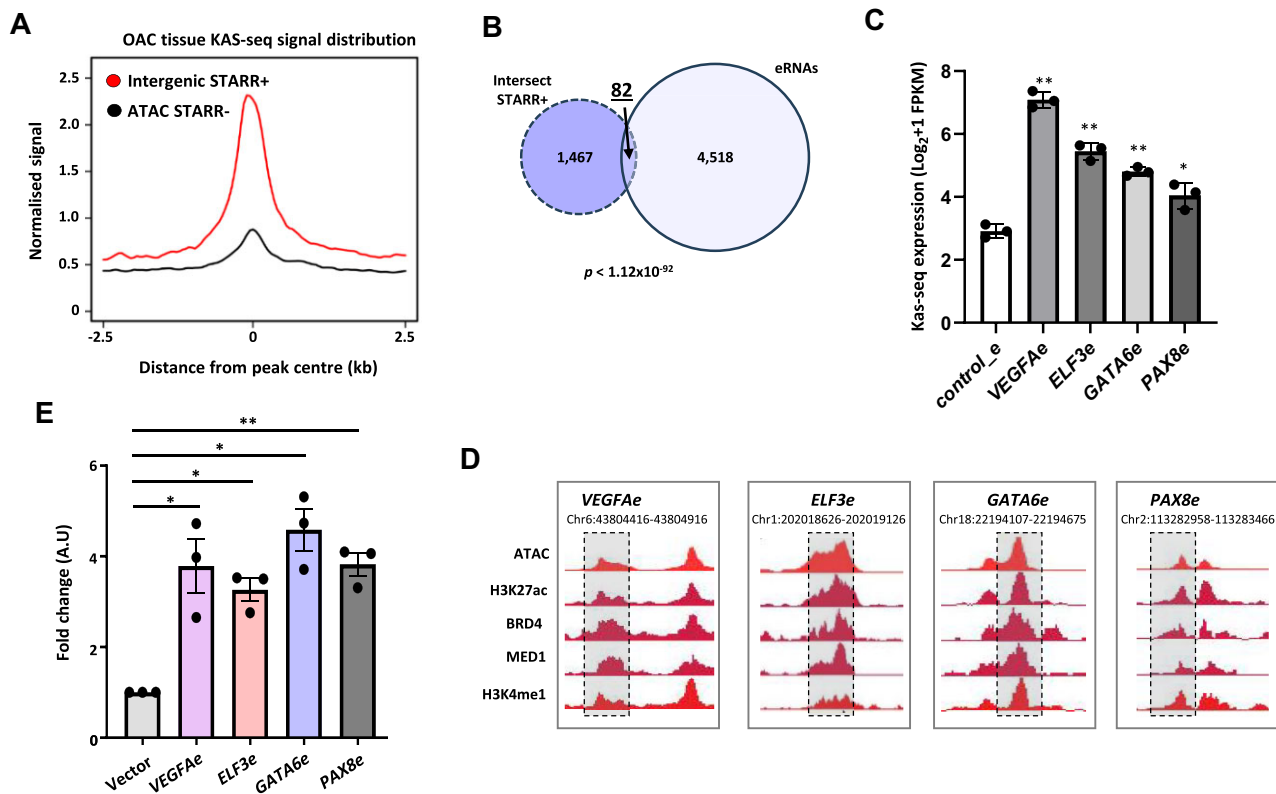 A
OAC tissue KAS-seq signal distribution
Intergenic STARR+
ATAC STARR-
2.5
2.0
1.5
1.0
0.5
0
Normalised signal
-2.5
0
2.5
Distance from peak centre (kb)
B
Intersect
STARR+
82
eRNAs
1,467
4,518
p < 1.12x10-92
C
Kas-seq expression (Log2+1 FPKM)
8
6
4
2
0
**
**
**
*
control_e
VEGFAe
ELF3e
GATA6e
PAX8e
E
**
*
*
*
Fold change (A.U)
6
4
2
0
Vector
VEGFAe
ELF3e
GATA6e
PAX8e
D
VEGFAe
Chr6:43804416-43804916
ELF3e
Chr1:202018626-202019126
GATA6e
Chr18:22194107-22194675
PAX8e
Chr2:113282958-113283466
ATAC
H3K27ac
BRD4
MED1
H3K4me1